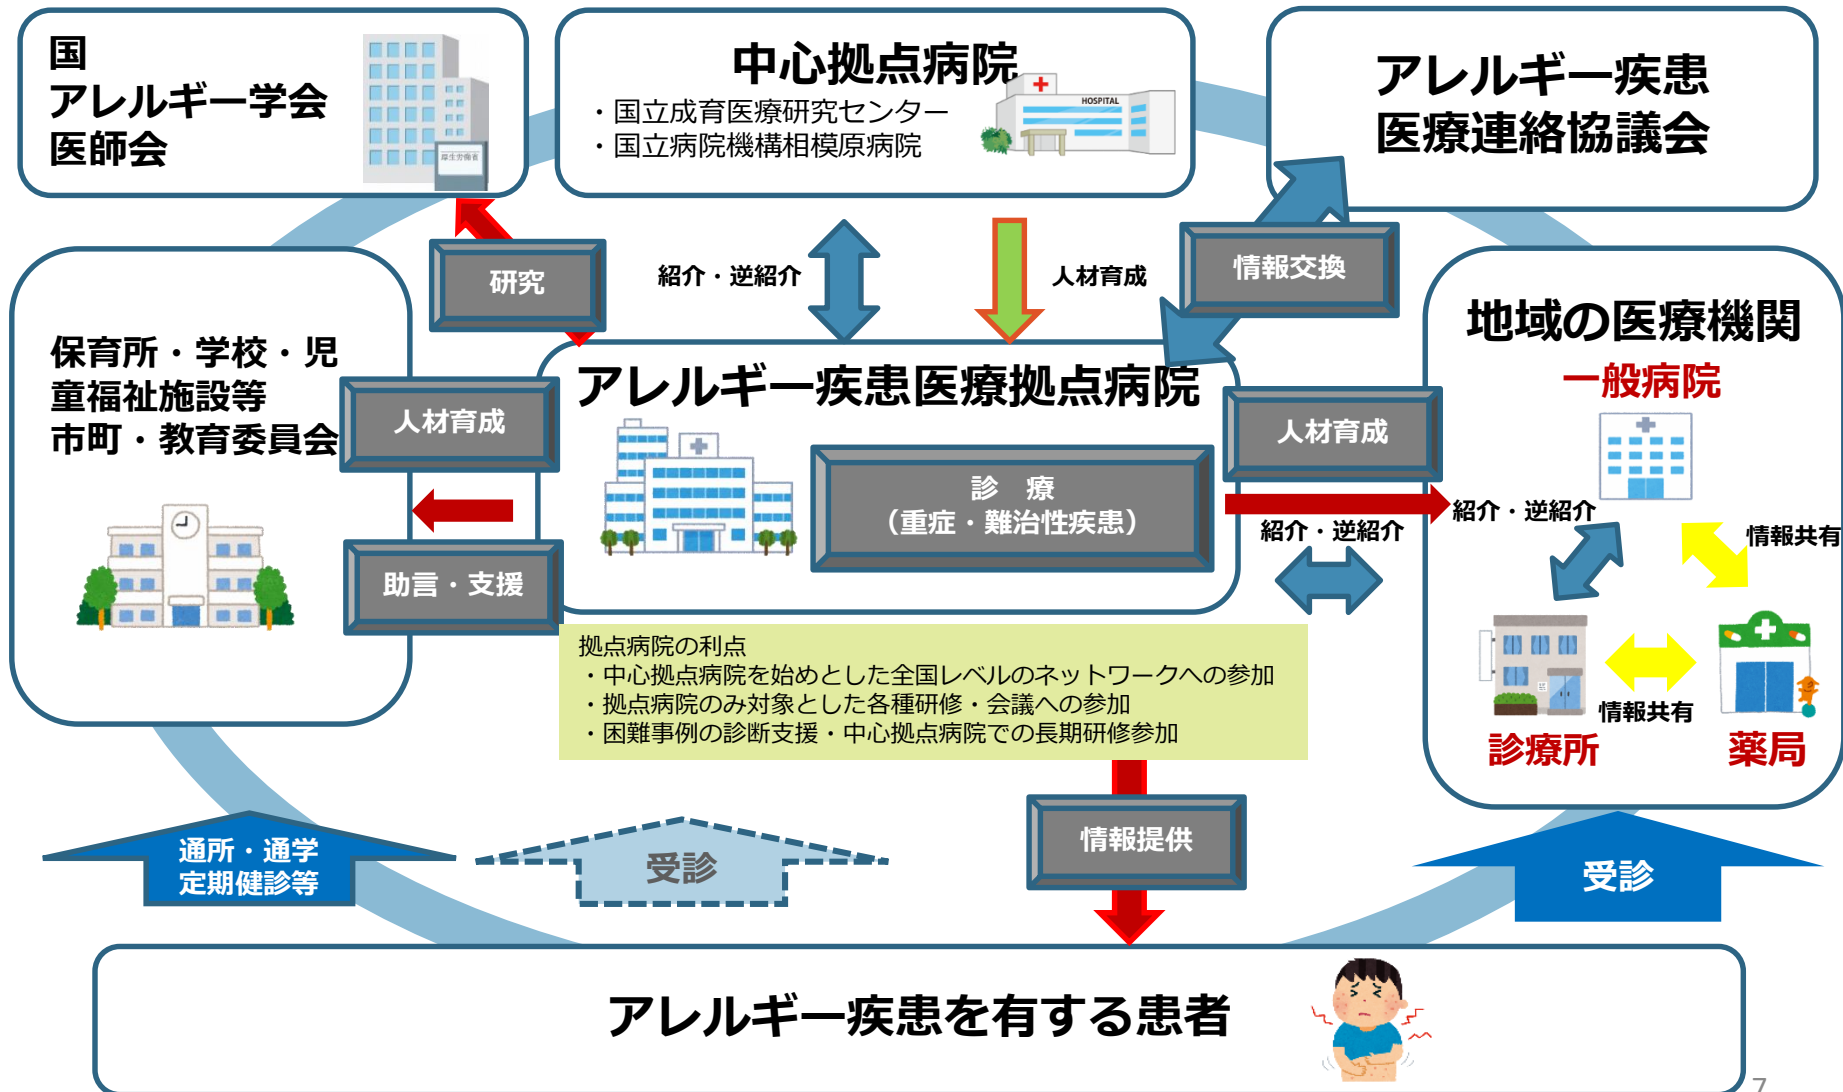 国
アレルギー学会
医師会
厚生労働省
中心拠点病院
・国立成育医療研究センター
・国立病院機構相模原病院
HOSPITAL
アレルギー疾患
医療連絡協議会
研究
紹介・逆紹介
人材育成
情報交換
保育所・学校・児
童福祉施設等
市町・教育委員会
人材育成
助言・支援
アレルギー疾患医療拠点病院
診　療
（重症・難治性疾患）
人材育成
紹介・逆紹介
地域の医療機関
一般病院
紹介・逆紹介
情報共有
情報共有
診療所
薬局
拠点病院の利点
・中心拠点病院を始めとした全国レベルのネットワークへの参加
・拠点病院のみ対象とした各種研修・会議への参加
・困難事例の診断支援・中心拠点病院での長期研修参加
通所・通学
定期健診等
受診
情報提供
受診
アレルギー疾患を有する患者
7